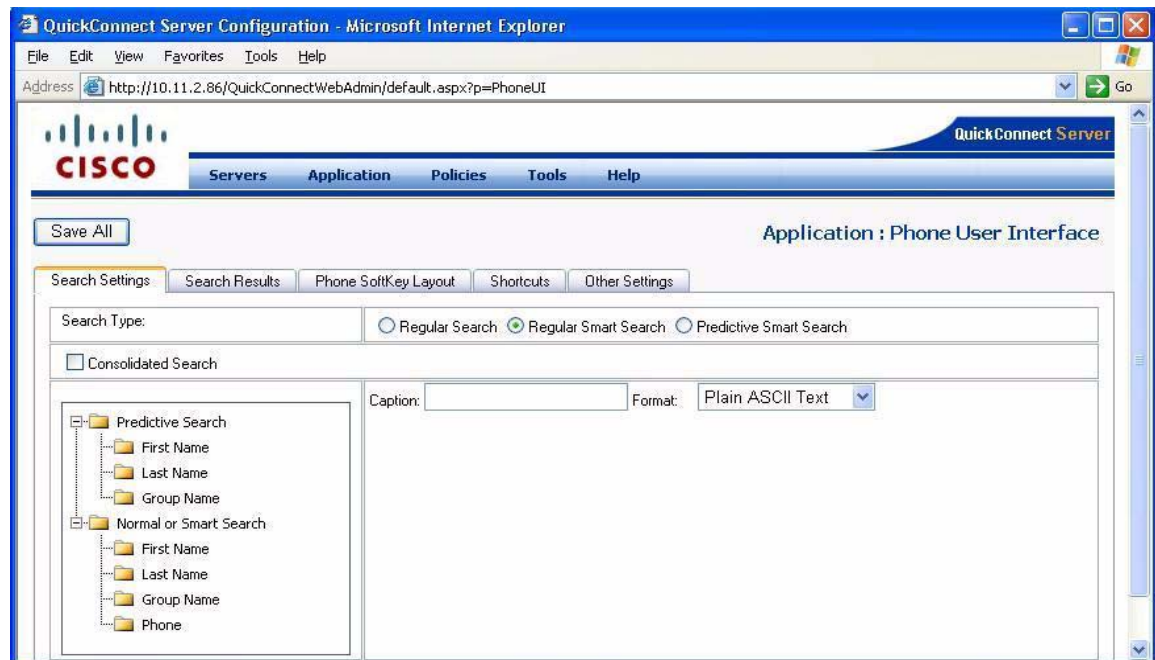 QuickConnect Server Configuration - Microsoft Internet Explorer
File Edit View Favorites Tools Help
Address http://10.11.2.86/QuickConnectWebAdmin/default.aspx?p=PhoneUI Go
CISCO
QuickConnect Server
Servers Application Policies Tools Help
Save All
Application : Phone User Interface
Search Settings Search Results Phone SoftKey Layout Shortcuts Other Settings
Search Type: Regular Search Regular Smart Search Predictive Smart Search
Consolidated Search
Caption: Format: Plain ASCII Text
Predictive Search
First Name
Last Name
Group Name
Normal or Smart Search
First Name
Last Name
Group Name
Phone